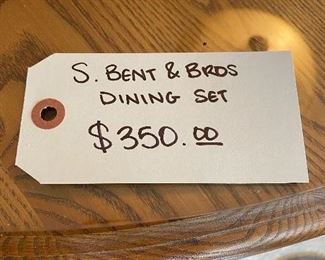 S. BENT & BROS
DINING SET
$350.00